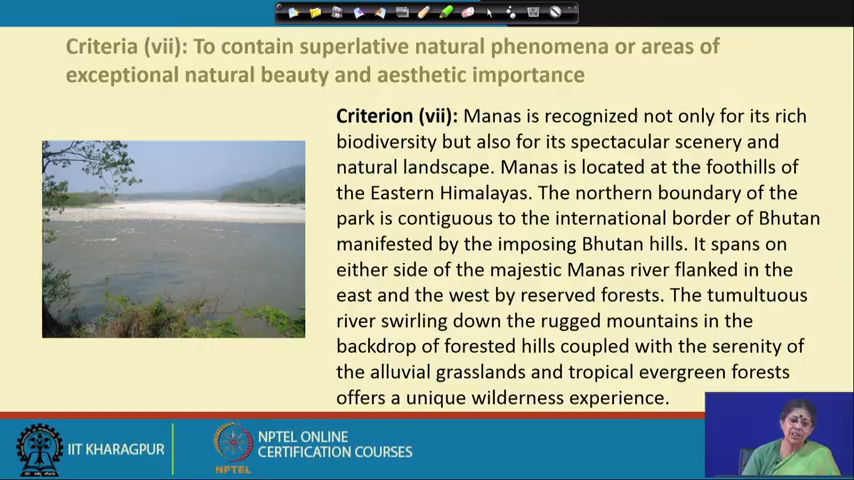 Criteria (vii): To contain superlative natural phenomena or areas of
exceptional natural beauty and aesthetic importance
Criterion (vii): Manas is recognized not only for its rich
biodiversity but also for its spectacular scenery and
natural landscape. Manas is located at the foothills of
the Eastern Himalayas. The northern boundary of the
park is contiguous to the international border of Bhutan
manifested by the imposing Bhutan hills. It spans on
either side of the majestic Manas river flanked in the
east and the west by reserved forests. The tumultuous
river swirling down the rugged mountains in the
backdrop of forested hills coupled with the serenity of
the alluvial grasslands and tropical evergreen forests
offers a unique wilderness experience.
IIT KHARAGPUR
NPTEL
NPTEL ONLINE
CERTIFICATION COURSES